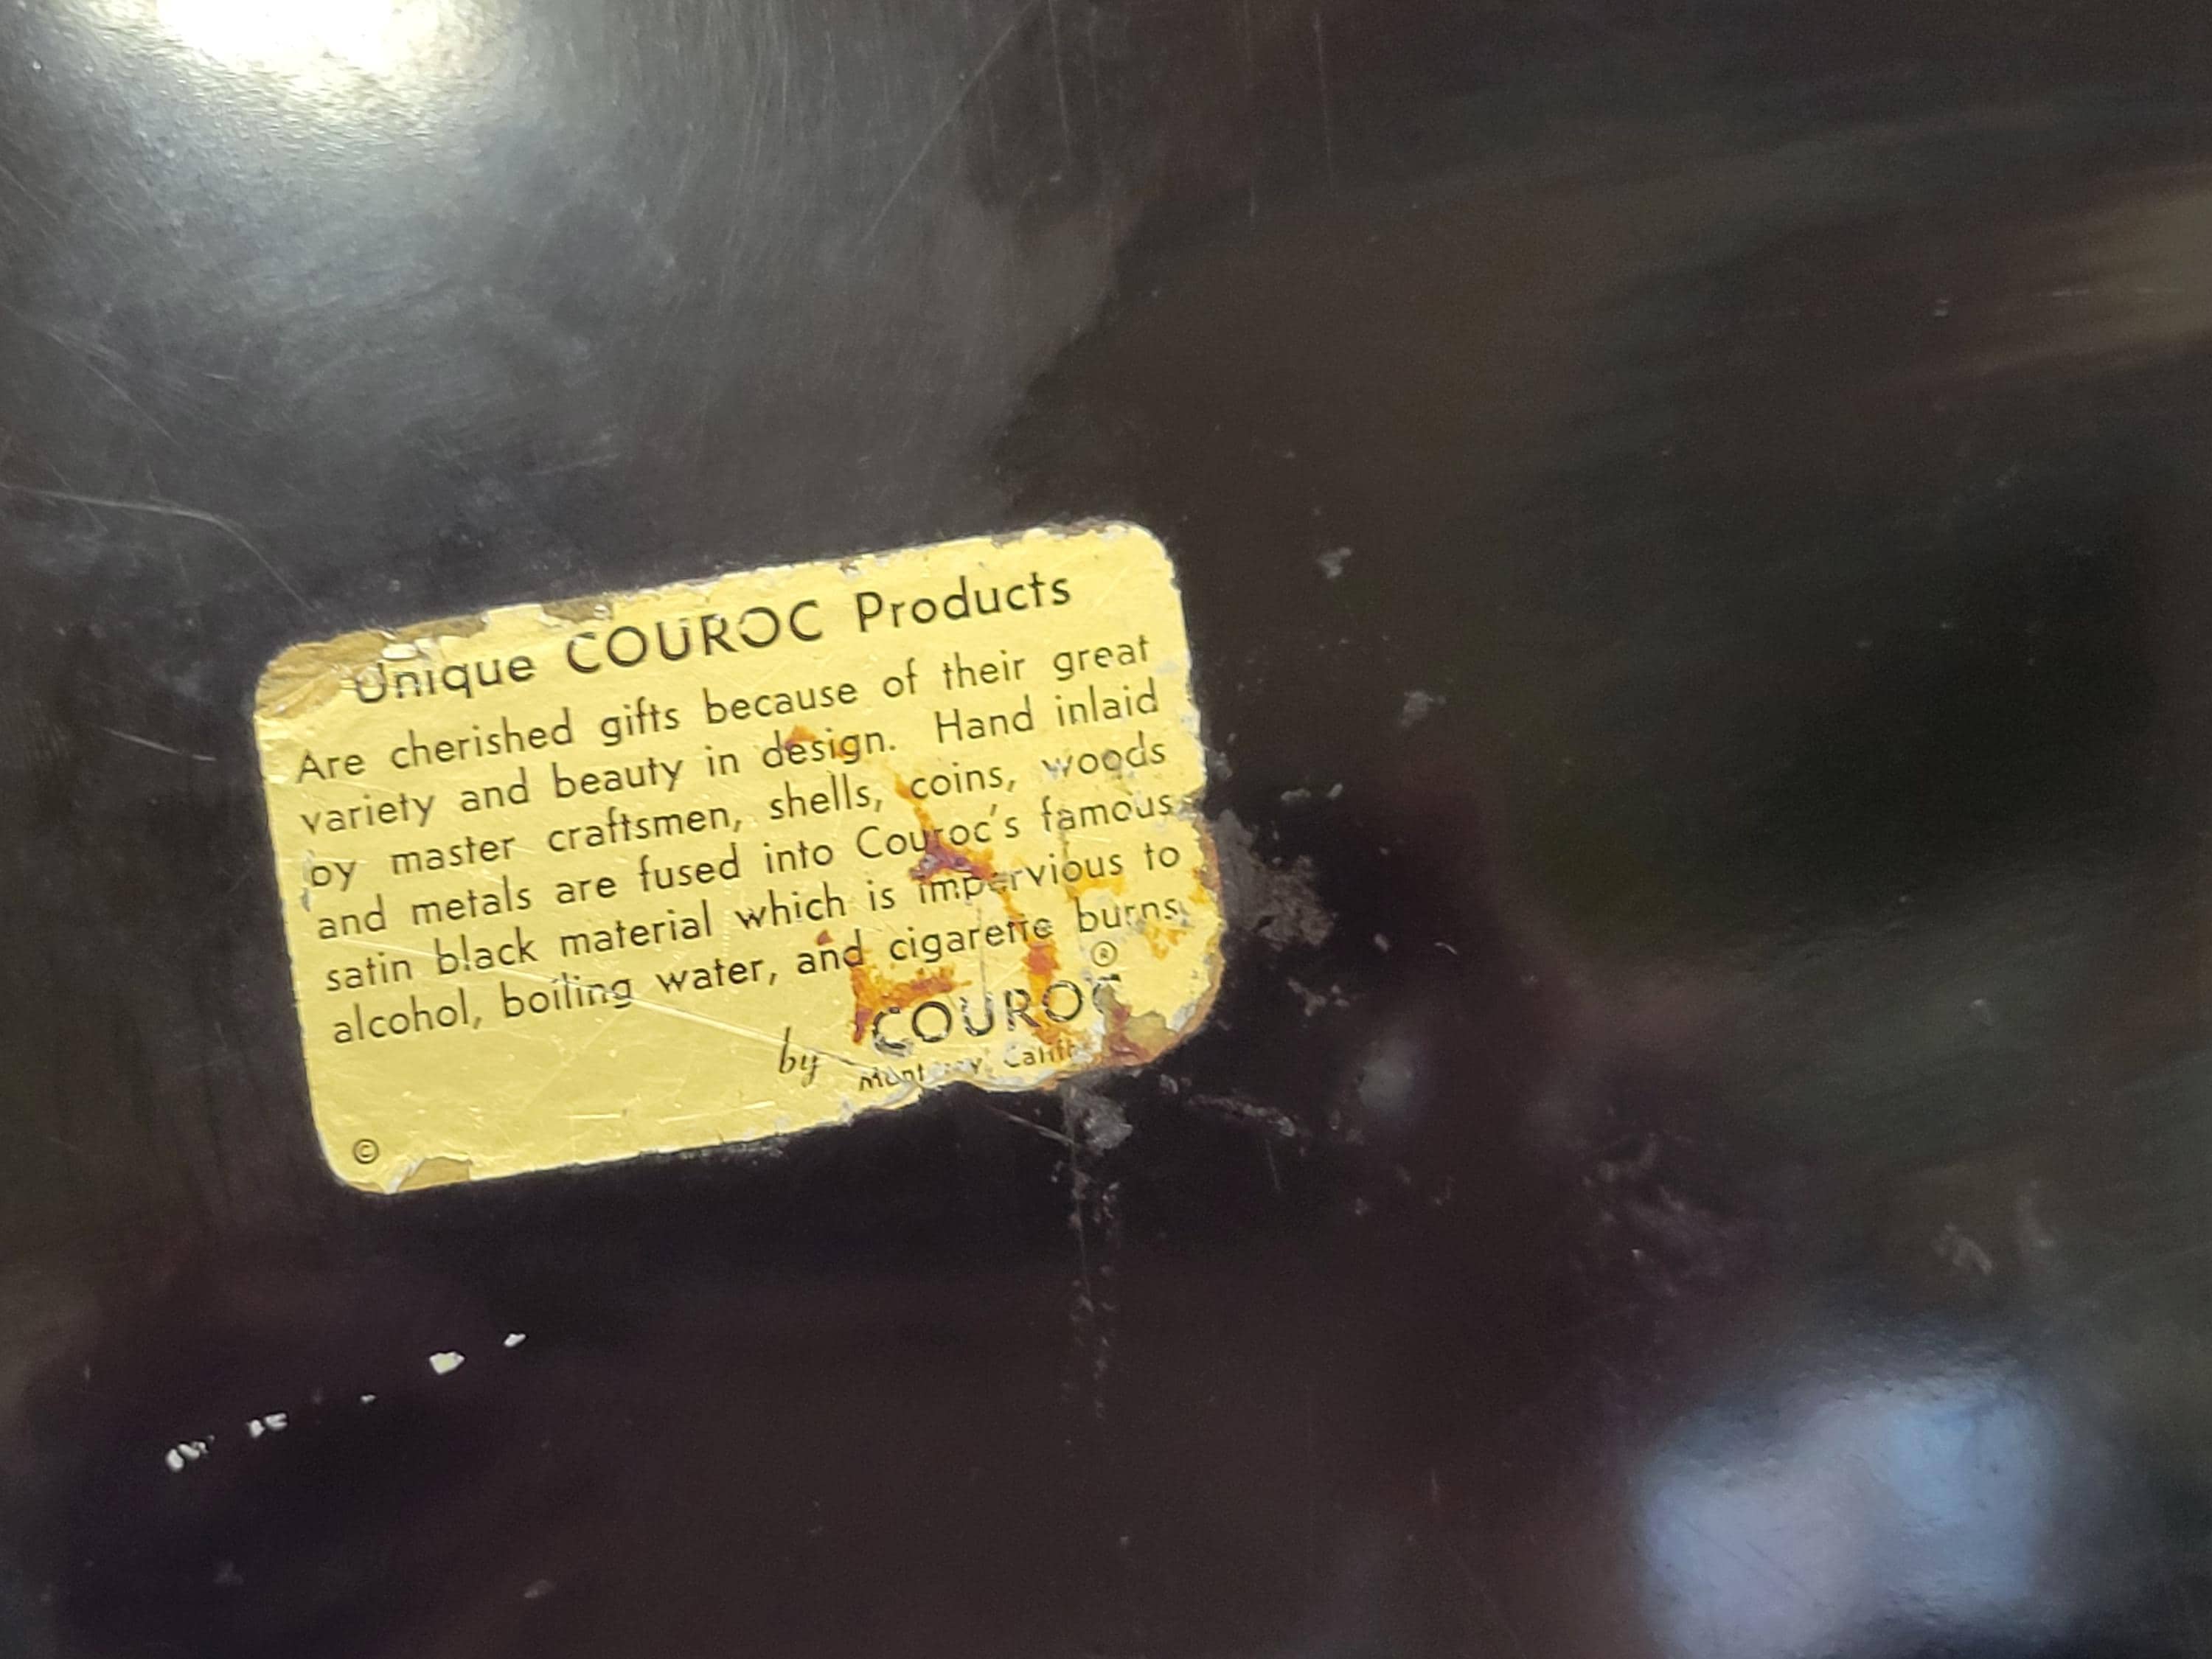 Unique COUROC Products
Are cherished gifts because of their great
variety and beauty in design. Hand inlaid
by master craftsmen, shells, coins, woods
and metals are fused into Couroc's famous
satin black material which is impervious to
alcohol, boiling water, and cigarette burns.
®
by COUROC
Monterey, Calif.
©